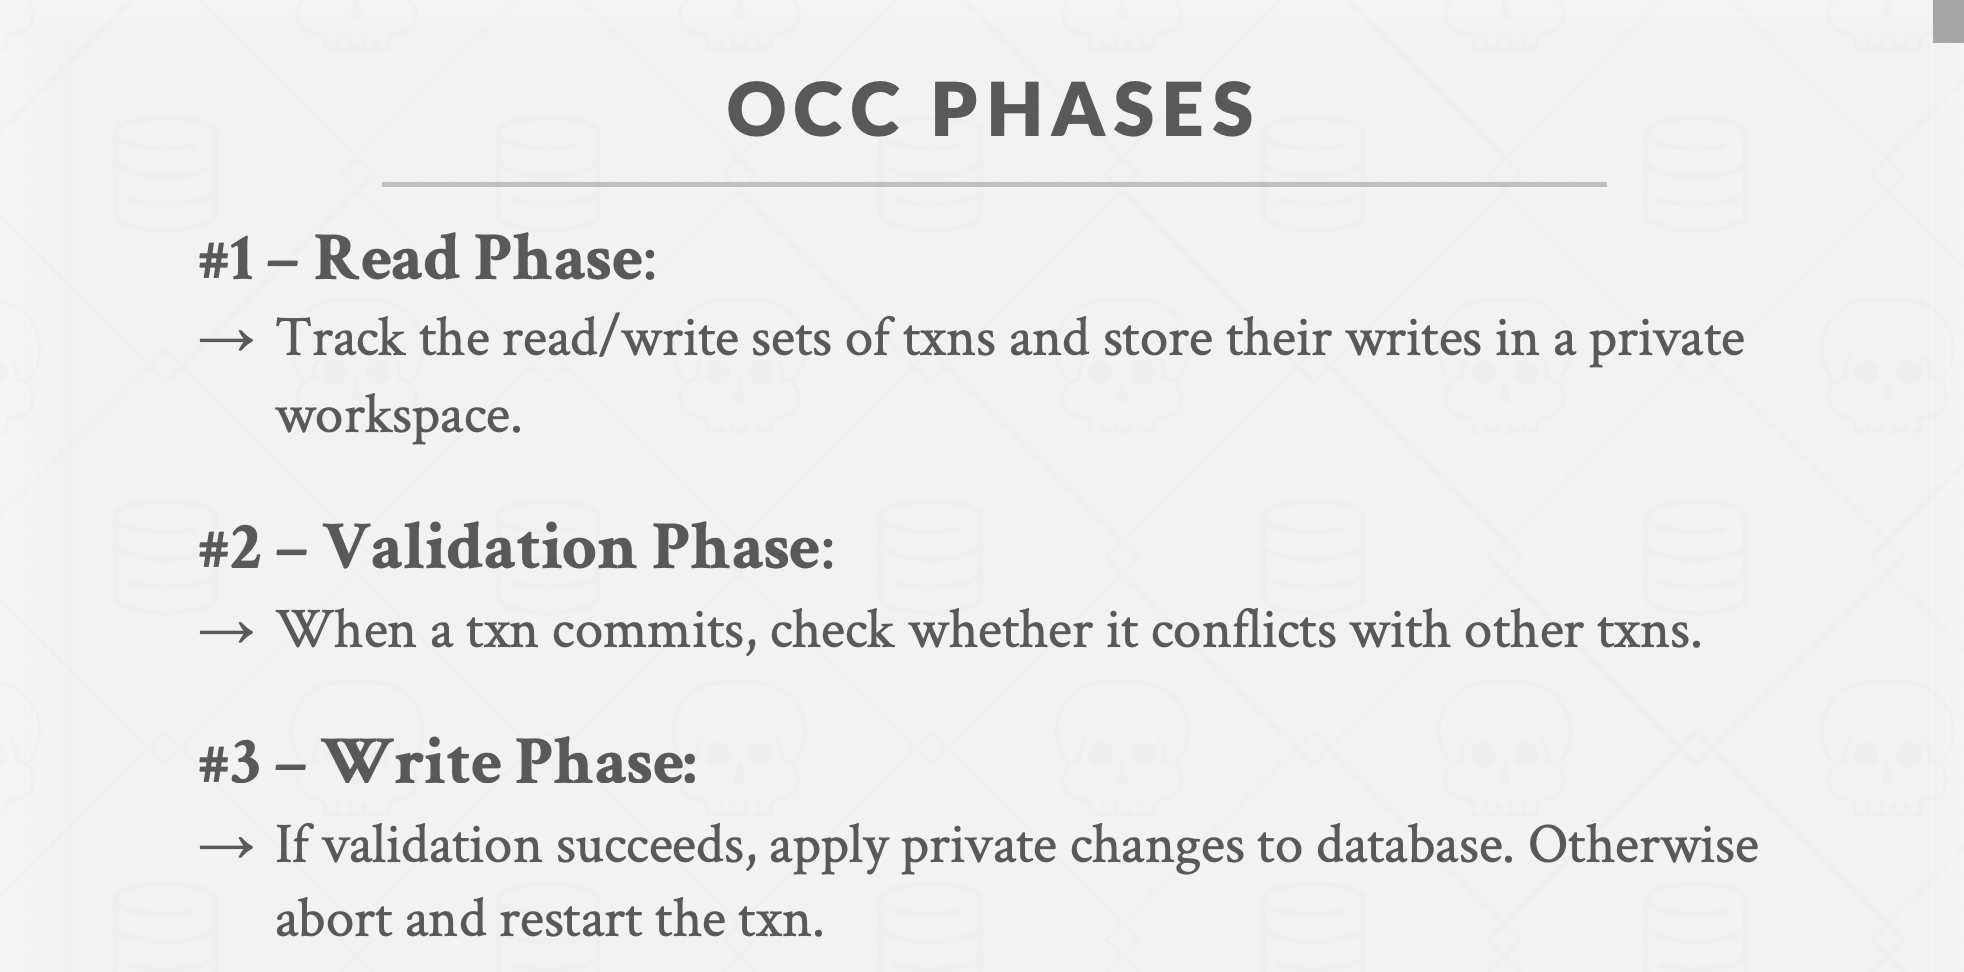 OCC PHASES
#1 – Read Phase:
→ Track the read/write sets of txns and store their writes in a private
workspace.
#2 – Validation Phase:
→ When a txn commits, check whether it conflicts with other txns.
#3 – Write Phase:
→ If validation succeeds, apply private changes to database. Otherwise
abort and restart the txn.